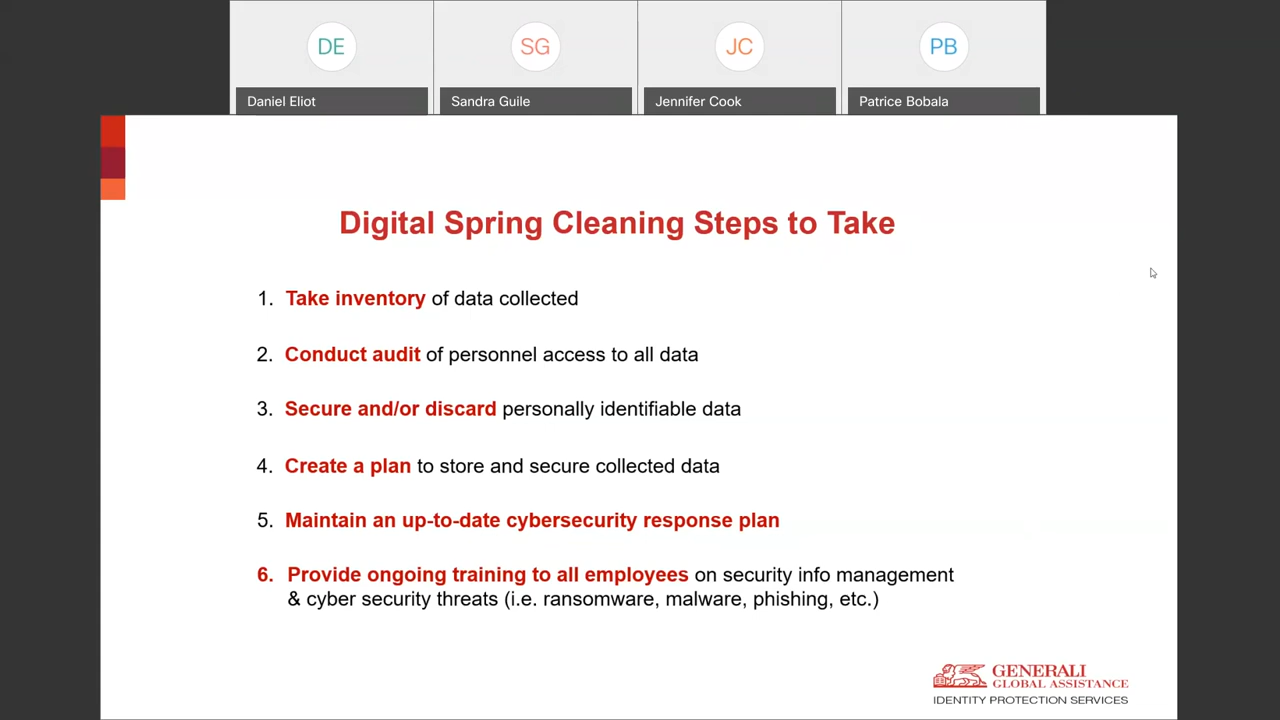 DE
SG
JC
PB
Daniel Eliot
Sandra Guile
Jennifer Cook
Patrice Bobala
Digital Spring Cleaning Steps to Take
1. Take inventory of data collected
2. Conduct audit of personnel access to all data
3. Secure and/or discard personally identifiable data
4. Create a plan to store and secure collected data
5. Maintain an up-to-date cybersecurity response plan
6. Provide ongoing training to all employees on security info management
& cyber security threats (i.e. ransomware, malware, phishing, etc.)
GENERALI
GLOBAL ASSISTANCE
IDENTITY PROTECTION SERVICES